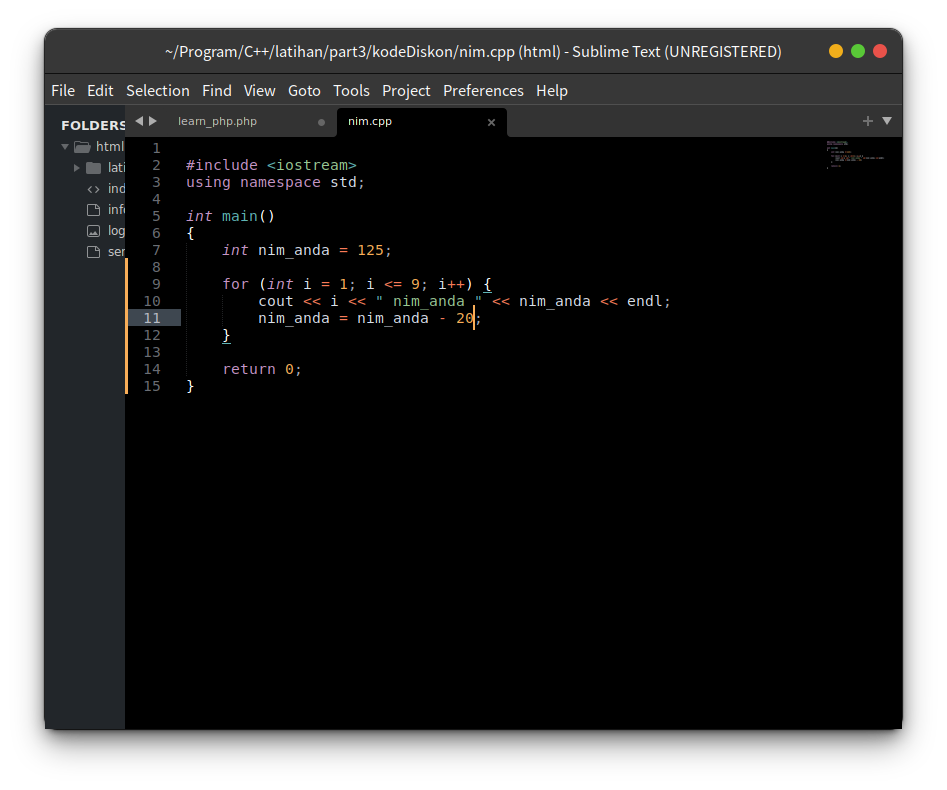 ~/Program/C++/latihan/part3/kodeDiskon/nim.cpp (html) - Sublime Text (UNREGISTERED)
File Edit Selection Find View Goto Tools Project Preferences Help
FOLDERS
html
lati
ind
info
log
ser
learn_php.php
nim.cpp
1
2 #include <iostream>
3 using namespace std;
4
5 int main()
6 {
7 int nim_anda = 125;
8
9 for (int i = 1; i <= 9; i++) {
10 cout << i << " nim_anda " << nim_anda << endl;
11 nim_anda = nim_anda - 20;
12 }
13
14 return 0;
15 }